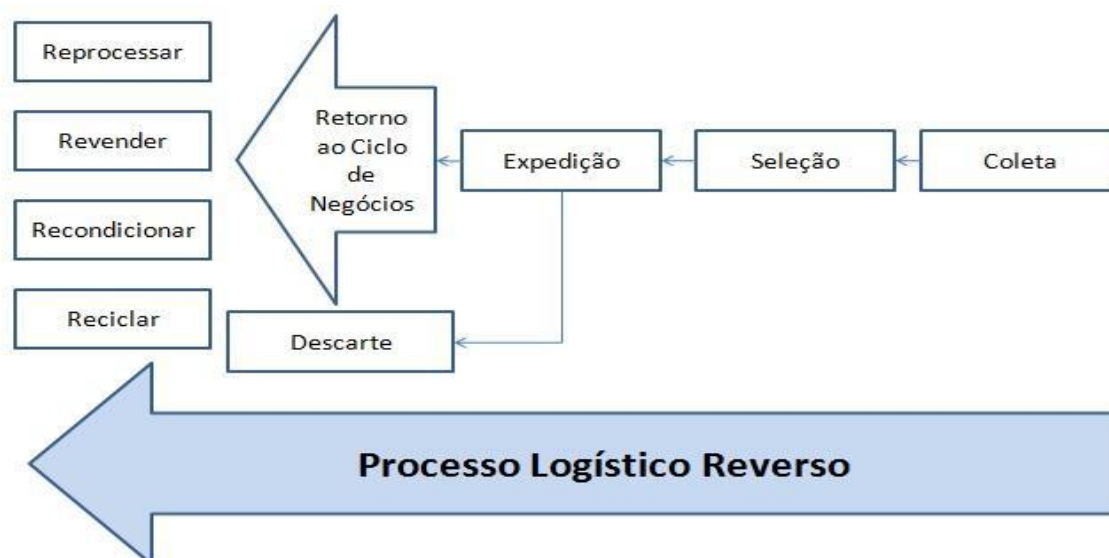 Reprocessar
Revender
Recondicionar
Reciclar
Retorno
ao Ciclo
de
Negócios
Expedição
Seleção
Coleta
Descarte
Processo Logístico Reverso